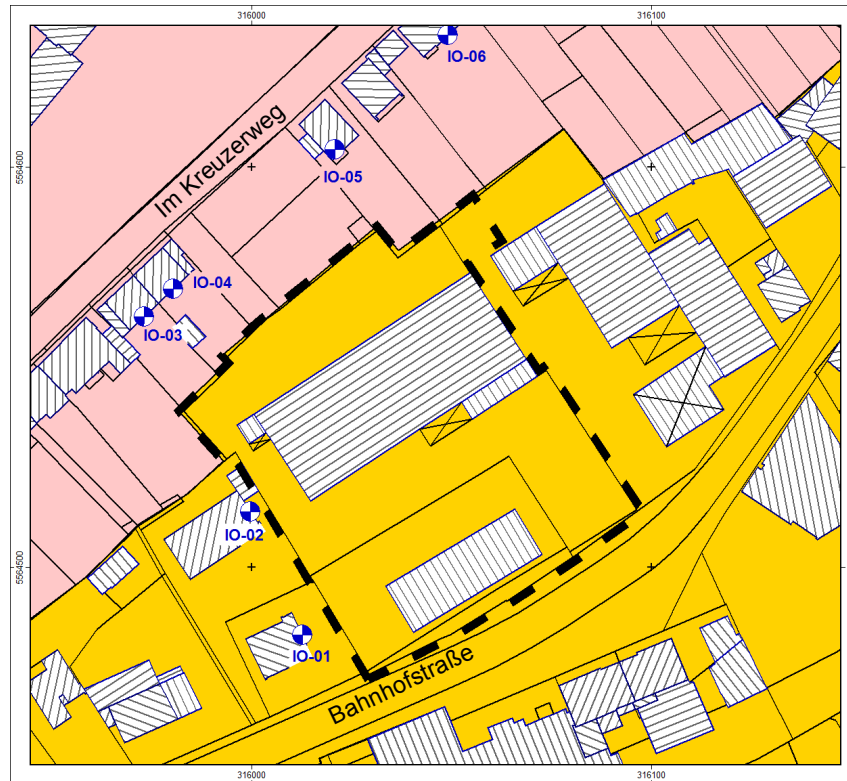 316000
316100
IO-06
Im Kreuzerweg
5564600
IO-05
IO-04
IO-03
IO-02
5564500
IO-01
Bahnhofstraße
316000
316100